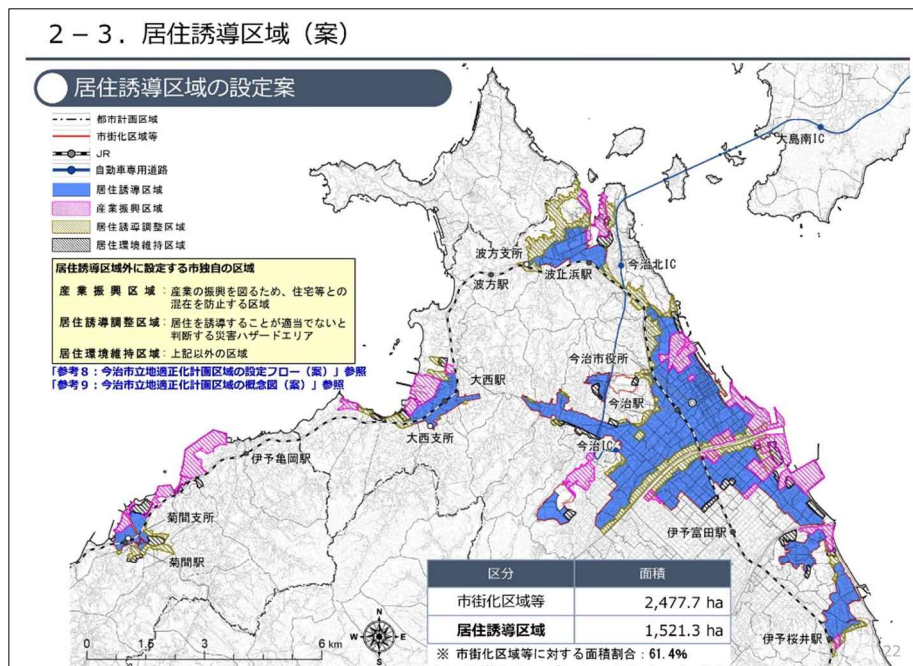 ２－３．居住誘導区域（案）
居住誘導区域の設定案
都市計画区域
市街化区域等
JR
自動車専用道路
居住誘導区域
産業振興区域
居住誘導調整区域
居住環境維持区域
居住誘導区域外に設定する市独自の区域
産業振興区域：産業の振興を図るため、住宅等との
混在を防止する区域
居住誘導調整区域：居住を誘導することが適当でないと
判断する災害ハザードエリア
居住環境維持区域：上記以外の区域
「参考８：今治市立地適正化計画区域の設定フロー（案）」参照
「参考９：今治市立地適正化計画区域の概念図（案）」参照
大島南IC
波方支所
波止浜駅
今治北IC
波方駅
今治市役所
大西駅
今治駅
大西支所
今治IC
伊予亀岡駅
菊間支所
伊予富田駅
菊間駅
伊予桜井駅
区分 面積
市街化区域等 2,477.7 ha
居住誘導区域 1,521.3 ha
※ 市街化区域等に対する面積割合：61.4%
0 1.5 3 6 km
N
W E
S
22